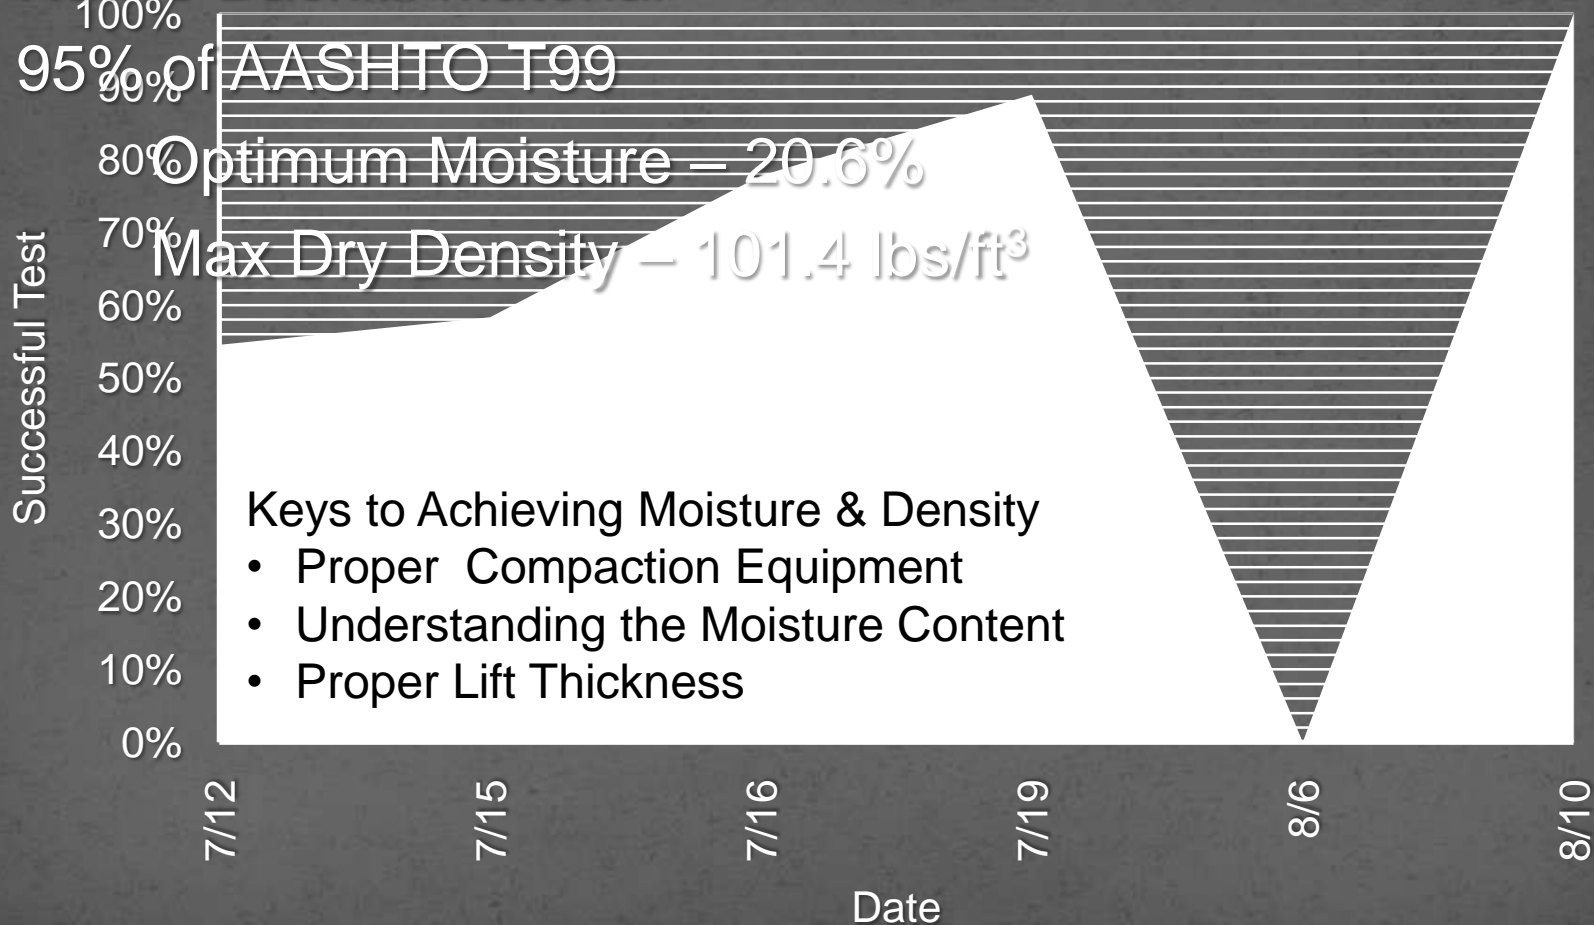 95% of AASHTO T99
Optimum Moisture – 20.6%
Max Dry Density – 101.4 lbs/ft³
Successful Test
100%
90%
80%
70%
60%
50%
40%
30%
20%
10%
0%
Keys to Achieving Moisture & Density
• Proper Compaction Equipment
• Understanding the Moisture Content
• Proper Lift Thickness
7/12
7/15
7/16
7/19
8/6
8/10
Date